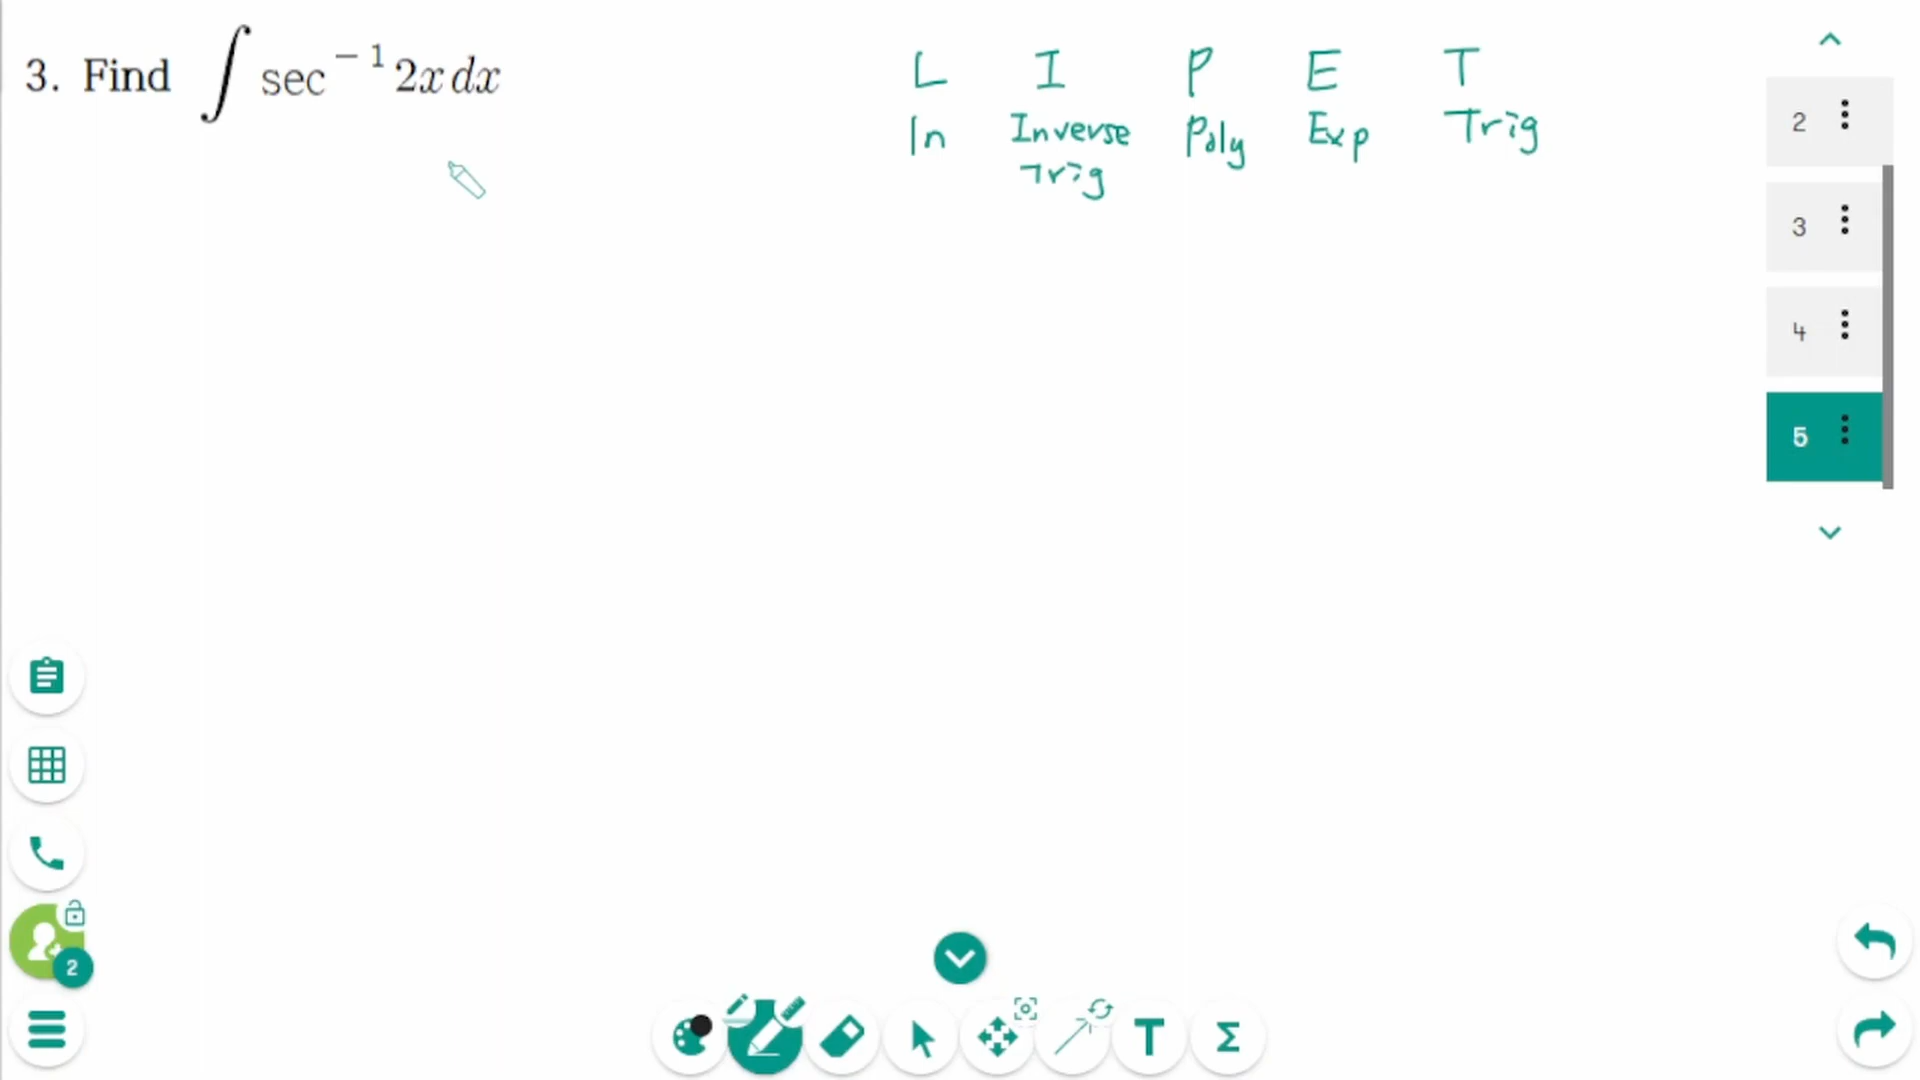 3. Find ∫ sec⁻¹ 2x dx
L I P E T
ln Inverse Poly Exp Trig
Trig
2
3
4
5
2
T
Σ